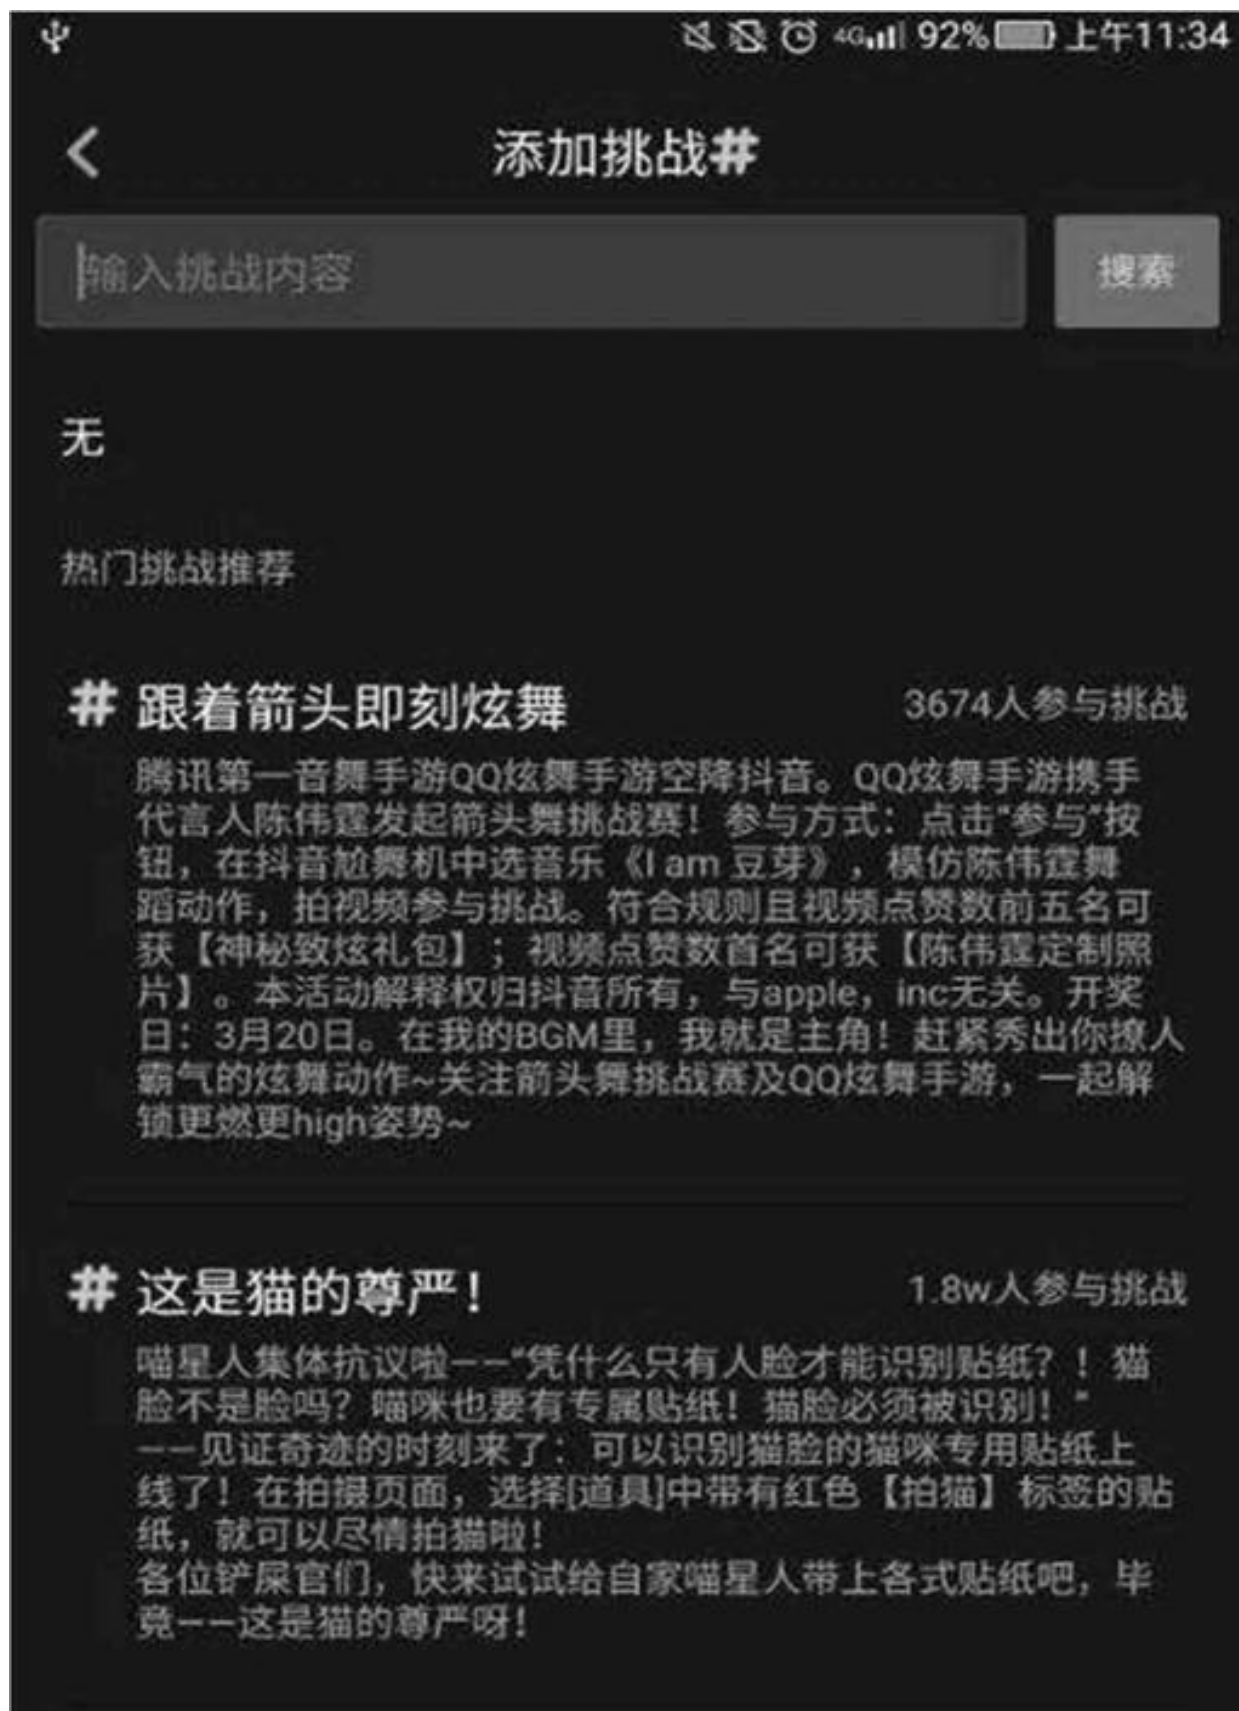 4G 92% 上午11:34
添加挑战#
输入挑战内容 搜索
无
热门挑战推荐
# 跟着箭头即刻炫舞 3674人参与挑战
腾讯第一音舞手游QQ炫舞手游空降抖音。QQ炫舞手游携手
代言人陈伟霆发起箭头舞挑战赛！参与方式：点击“参与”按
钮，在抖音尬舞机中选音乐《I am 豆芽》，模仿陈伟霆舞
蹈动作，拍视频参与挑战。符合规则且视频点赞数前五名可
获【神秘致炫礼包】；视频点赞数首名可获【陈伟霆定制照
片】。本活动解释权归抖音所有，与apple，inc无关。开奖
日：3月20日。在我的BGM里，我就是主角！赶紧秀出你撩人
霸气的炫舞动作~关注箭头舞挑战赛及QQ炫舞手游，一起解
锁更燃更high姿势~
# 这是猫的尊严！ 1.8w人参与挑战
喵星人集体抗议啦——“凭什么只有人脸才能识别贴纸？！猫
脸不是脸吗？喵咪也要有专属贴纸！猫脸必须被识别！”
——见证奇迹的时刻来了：可以识别猫脸的猫咪专用贴纸上
线了！在拍摄页面，选择[道具]中带有红色【拍猫】标签的贴
纸，就可以尽情拍猫啦！
各位铲屎官们，快来试试给自家喵星人带上各式贴纸吧，毕
竟——这是猫的尊严呀！